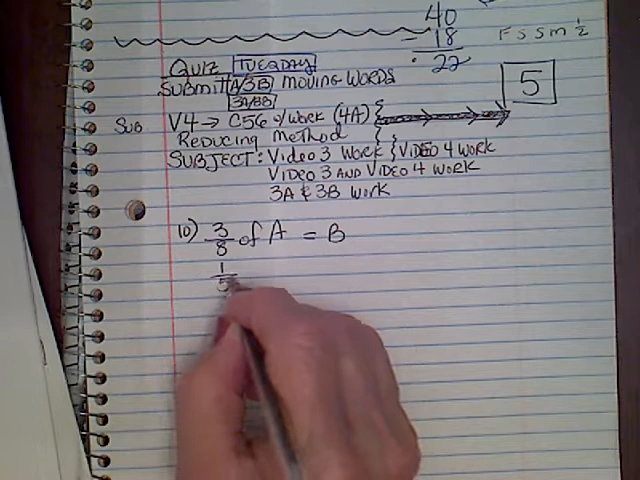 40
- 18
22
F S S M ½
5
QUIZ TUESDAY
SUBMIT A/3B MOVING WORDS
3A/3B
SUB V4 → C56 w/work (4A)
Reducing Method
SUBJECT: Video 3 Work VIDEO 4 WORK
VIDEO 3 AND VIDEO 4 WORK
3A & 3B WORK
10) 3/8 of A = B
1/5